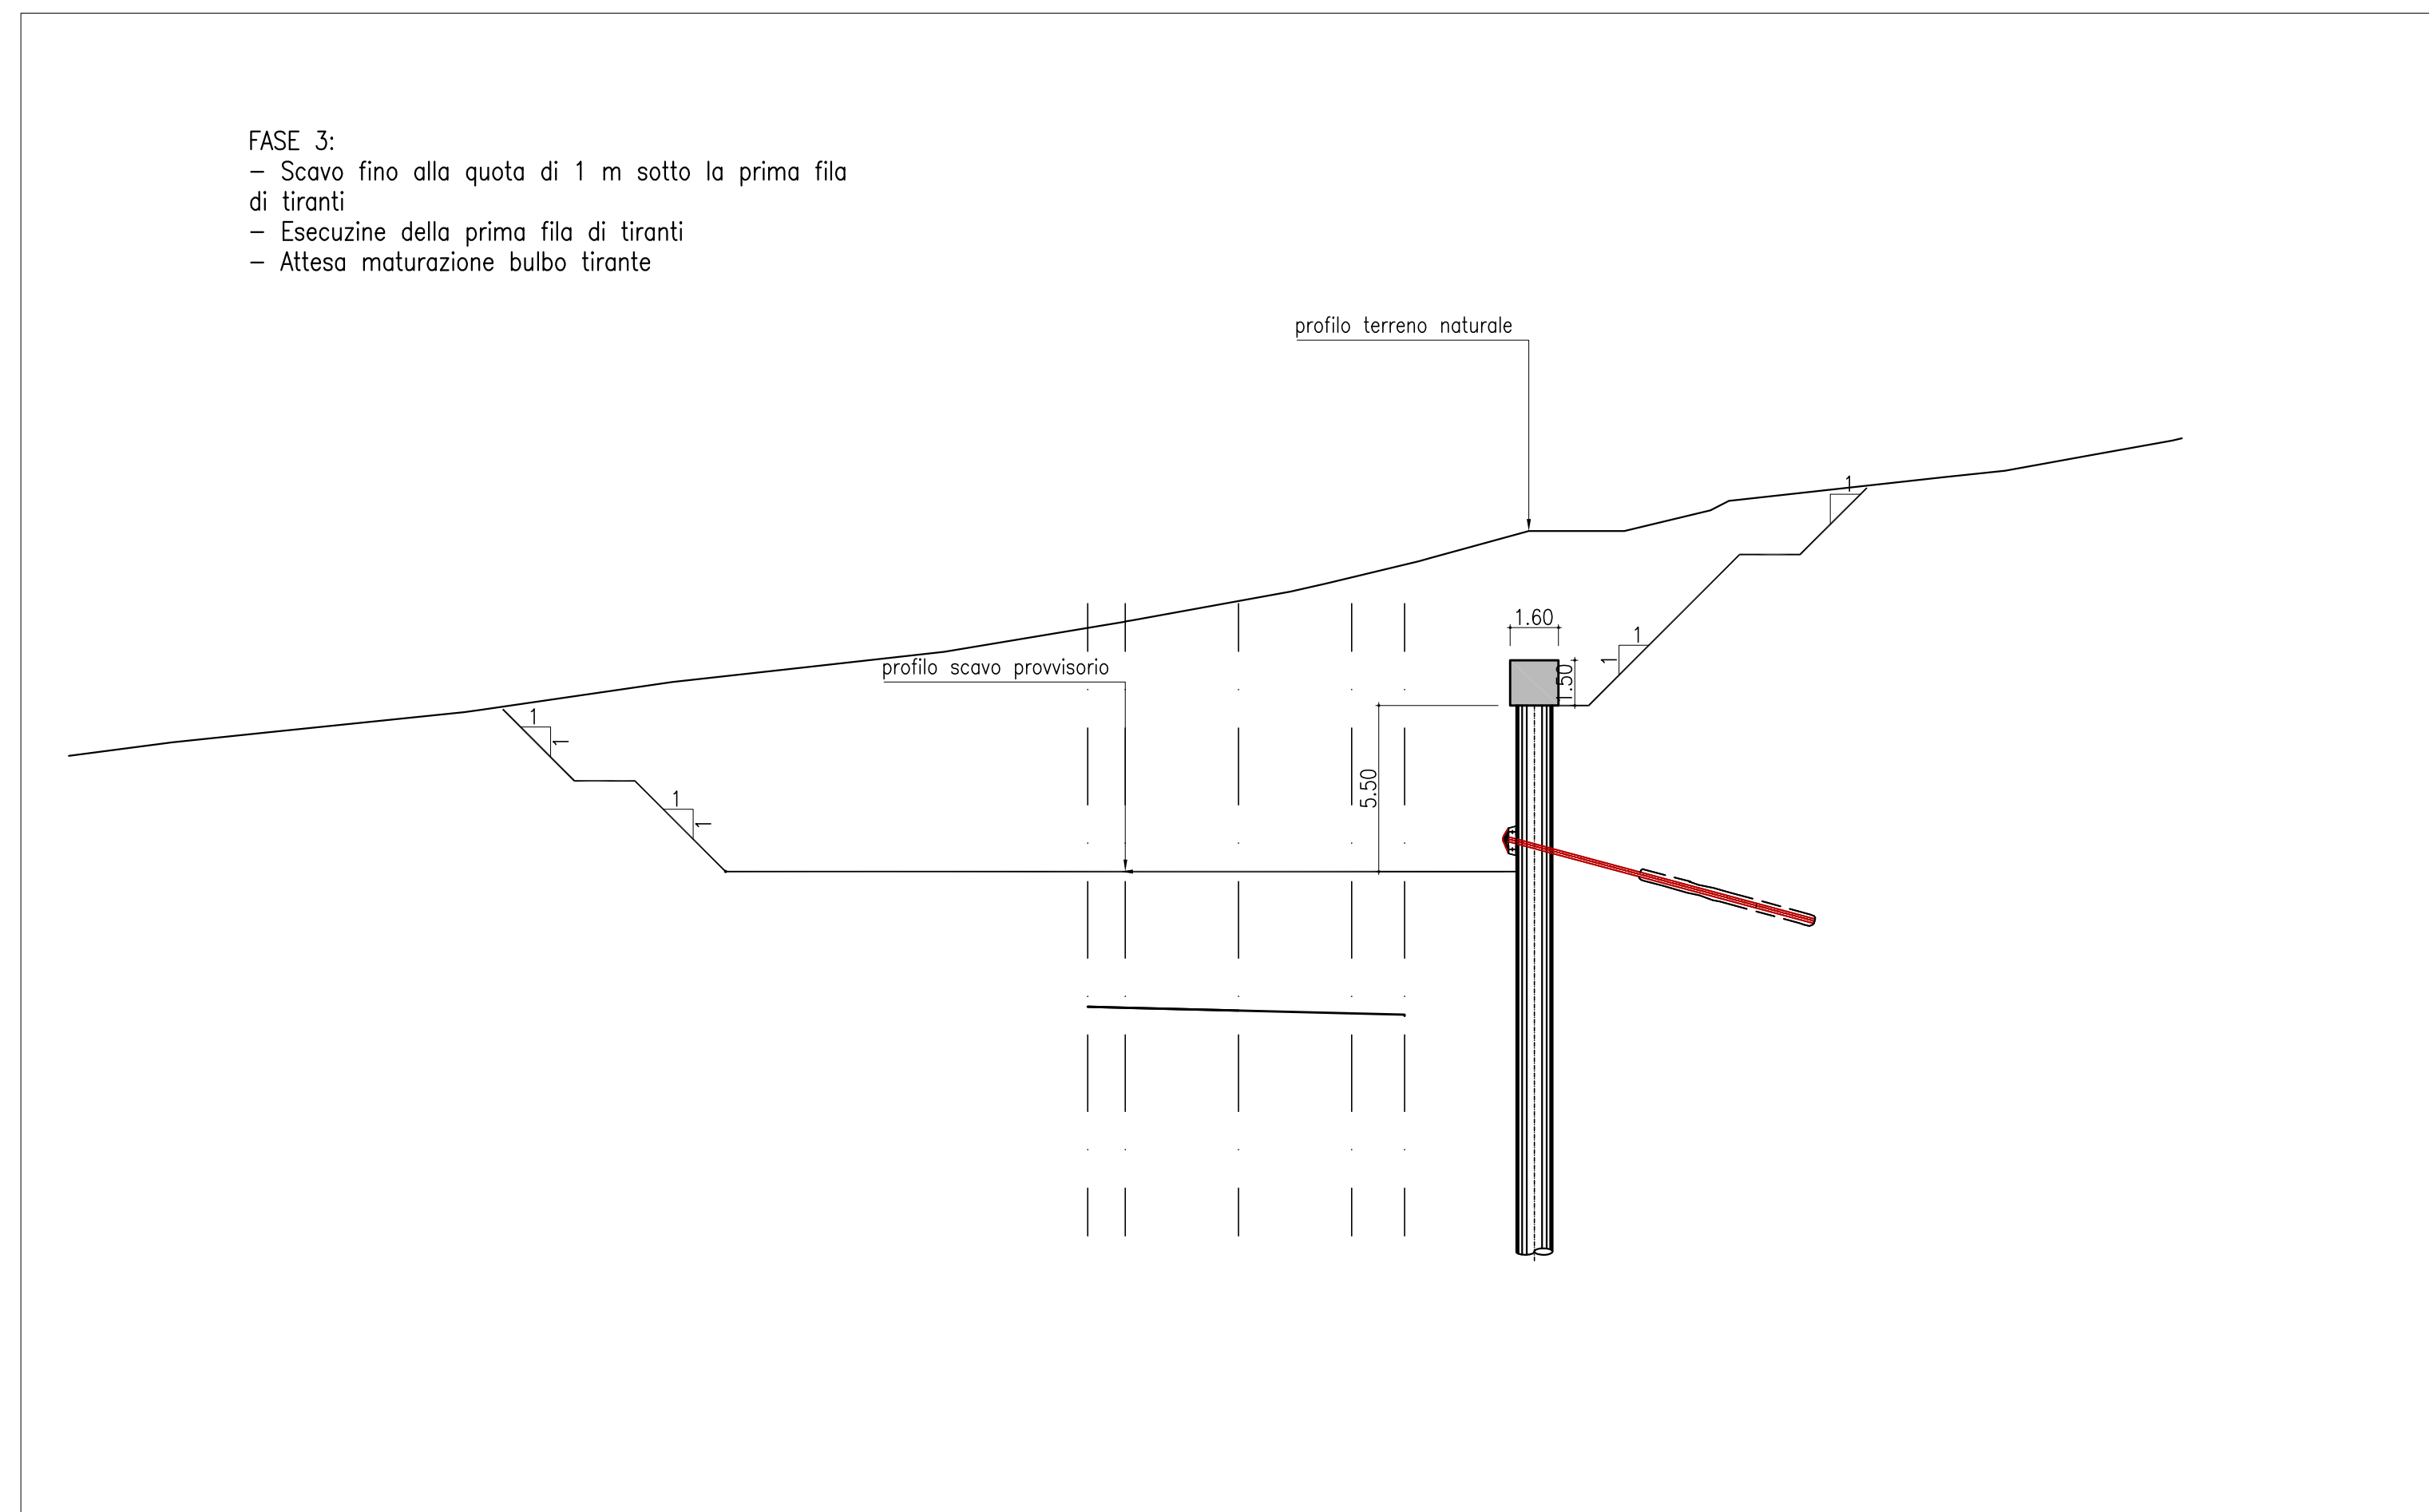 FASE 3:
– Scavo fino alla quota di 1 m sotto la prima fila
di tiranti
– Esecuzine della prima fila di tiranti
– Attesa maturazione bulbo tirante
profilo terreno naturale
1
1.60
1
1
1.50
profilo scavo provvisorio
1
1
5.50
1
1